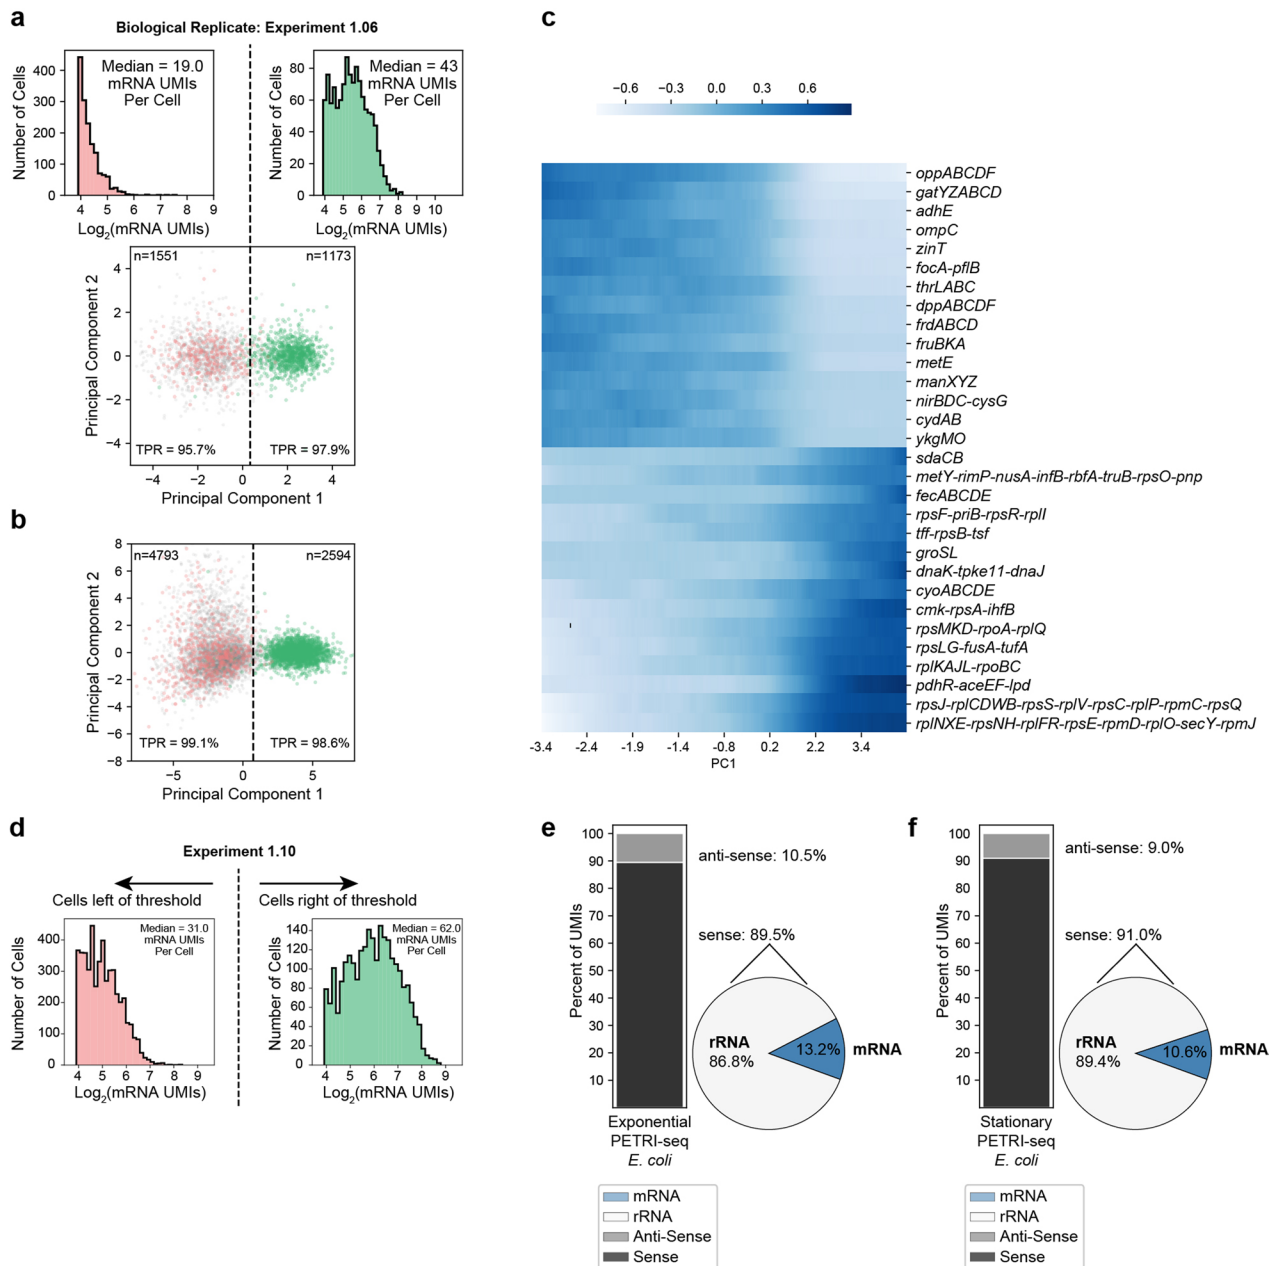 a
Biological Replicate: Experiment 1.06
Number of Cells
400
300
200
100
0
Median = 19.0
mRNA UMIs
Per Cell
4 5 6 7 8 9
Log2(mRNA UMIs)
Number of Cells
80
60
40
20
0
Median = 43
mRNA UMIs
Per Cell
4 5 6 7 8 9 10
Log2(mRNA UMIs)
Principal Component 2
4
2
0
−2
−4
n=1551
n=1173
TPR = 95.7%
TPR = 97.9%
−4 −2 0 2 4
Principal Component 1
b
Principal Component 2
8
6
4
2
0
−2
−4
−6
−8
n=4793
n=2594
TPR = 99.1%
TPR = 98.6%
−5 0 5
Principal Component 1
c
−0.6 −0.3 0.0 0.3 0.6
oppABCDF
gatYZABCD
adhE
ompC
zinT
focA-pflB
thrLABC
dppABCDF
frdABCD
fruBKA
metE
manXYZ
nirBDC-cysG
cydAB
ykgMO
sdaCB
metY-rimP-nusA-infB-rbfA-truB-rpsO-pnp
fecABCDE
rpsF-priB-rpsR-rplI
tff-rpsB-tsf
groSL
dnaK-tpke11-dnaJ
cyoABCDE
cmk-rpsA-ihfB
rpsMKD-rpoA-rplQ
rpsLG-fusA-tufA
rplKAJL-rpoBC
pdhR-aceEF-lpd
rpsJ-rplCDWB-rpsS-rplV-rpsC-rplP-rpmC-rpsQ
rplNXE-rpsNH-rplFR-rpsE-rpmD-rplO-secY-rpmJ
-3.4 -2.4 -1.9 -1.4 -0.8 0.2 2.2 3.4
PC1
d
Experiment 1.10
Cells left of threshold
Cells right of threshold
Number of Cells
400
300
200
100
0
Median = 31.0
mRNA UMIs
Per Cell
4 5 6 7 8 9
Log2(mRNA UMIs)
Number of Cells
140
120
100
80
60
40
20
0
Median = 62.0
mRNA UMIs
Per Cell
4 5 6 7 8 9
Log2(mRNA UMIs)
e
Percent of UMIs
100
90
80
70
60
50
40
30
20
10
anti-sense: 10.5%
sense: 89.5%
rRNA
86.8%
13.2%
mRNA
Exponential
PETRI-seq
E. coli
mRNA
rRNA
Anti-Sense
Sense
f
Percent of UMIs
100
90
80
70
60
50
40
30
20
10
anti-sense: 9.0%
sense: 91.0%
rRNA
89.4%
10.6%
mRNA
Stationary
PETRI-seq
E. coli
mRNA
rRNA
Anti-Sense
Sense